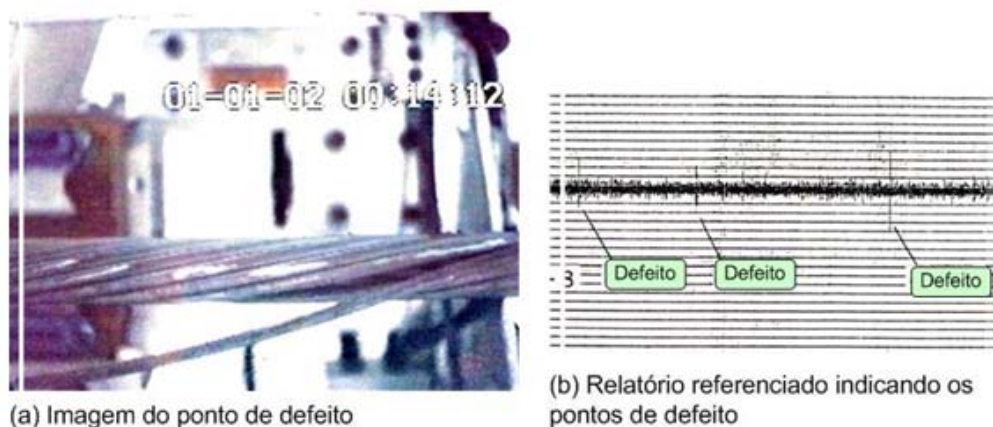 01-01-02 00:14:12
- 3
Defeito
Defeito
Defeito
(a) Imagem do ponto de defeito
(b) Relatório referenciado indicando os
pontos de defeito